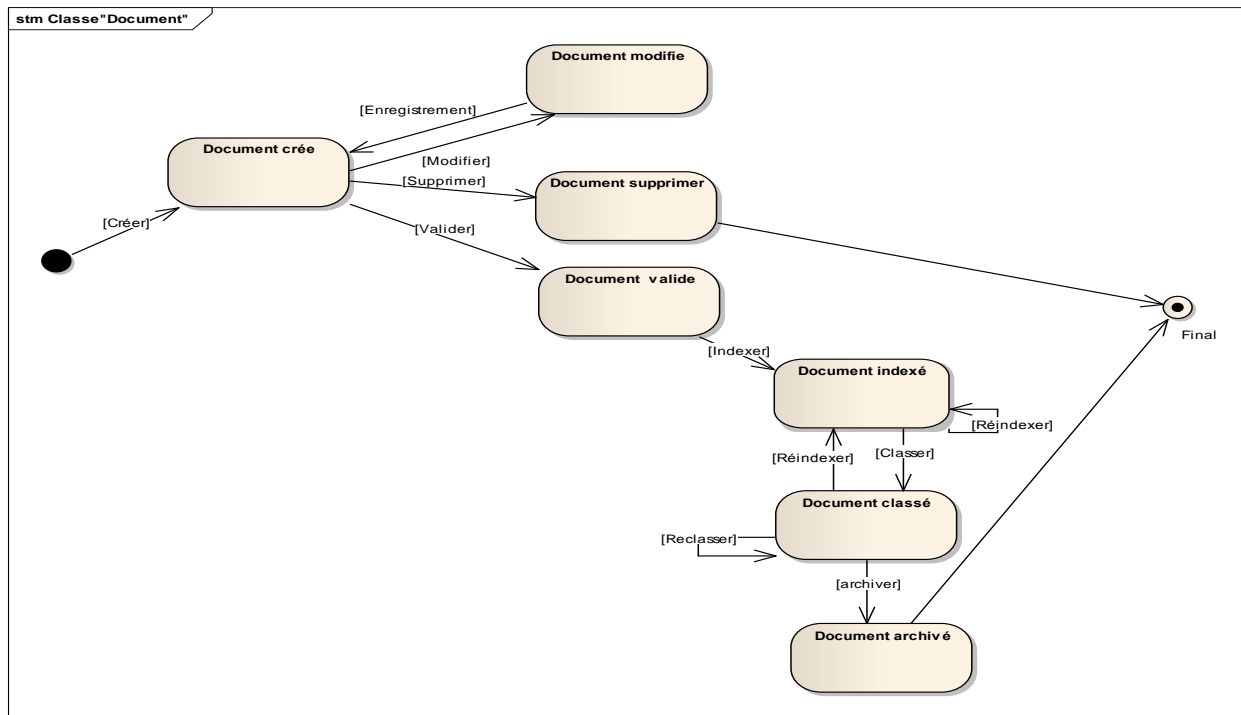 stm Classe"Document"
Document modifie
[Enregistrement]
Document crée
[Modifier]
[Supprimer]
Document supprimer
[Créer]
[Valider]
Document valide
Final
[Indexer]
Document indexé
[Réindexer]
[Réindexer]
[Classer]
Document classé
[Reclasser]
[archiver]
Document archivé